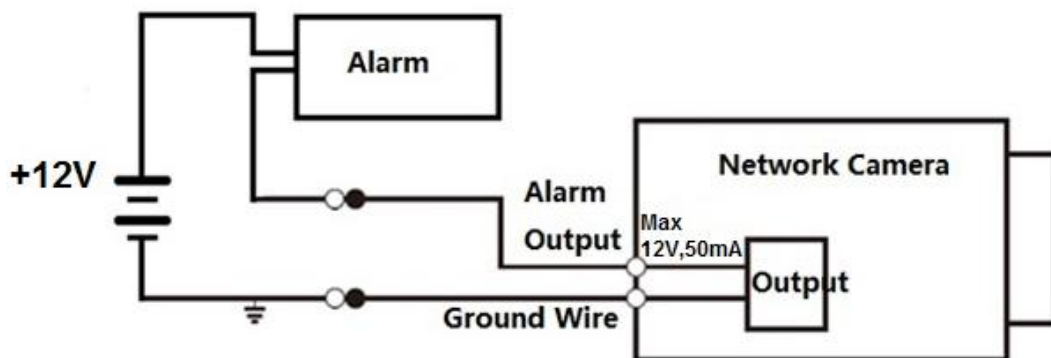 Alarm
+12V
Network Camera
Alarm
Output
Max
12V,50mA
Output
Ground Wire